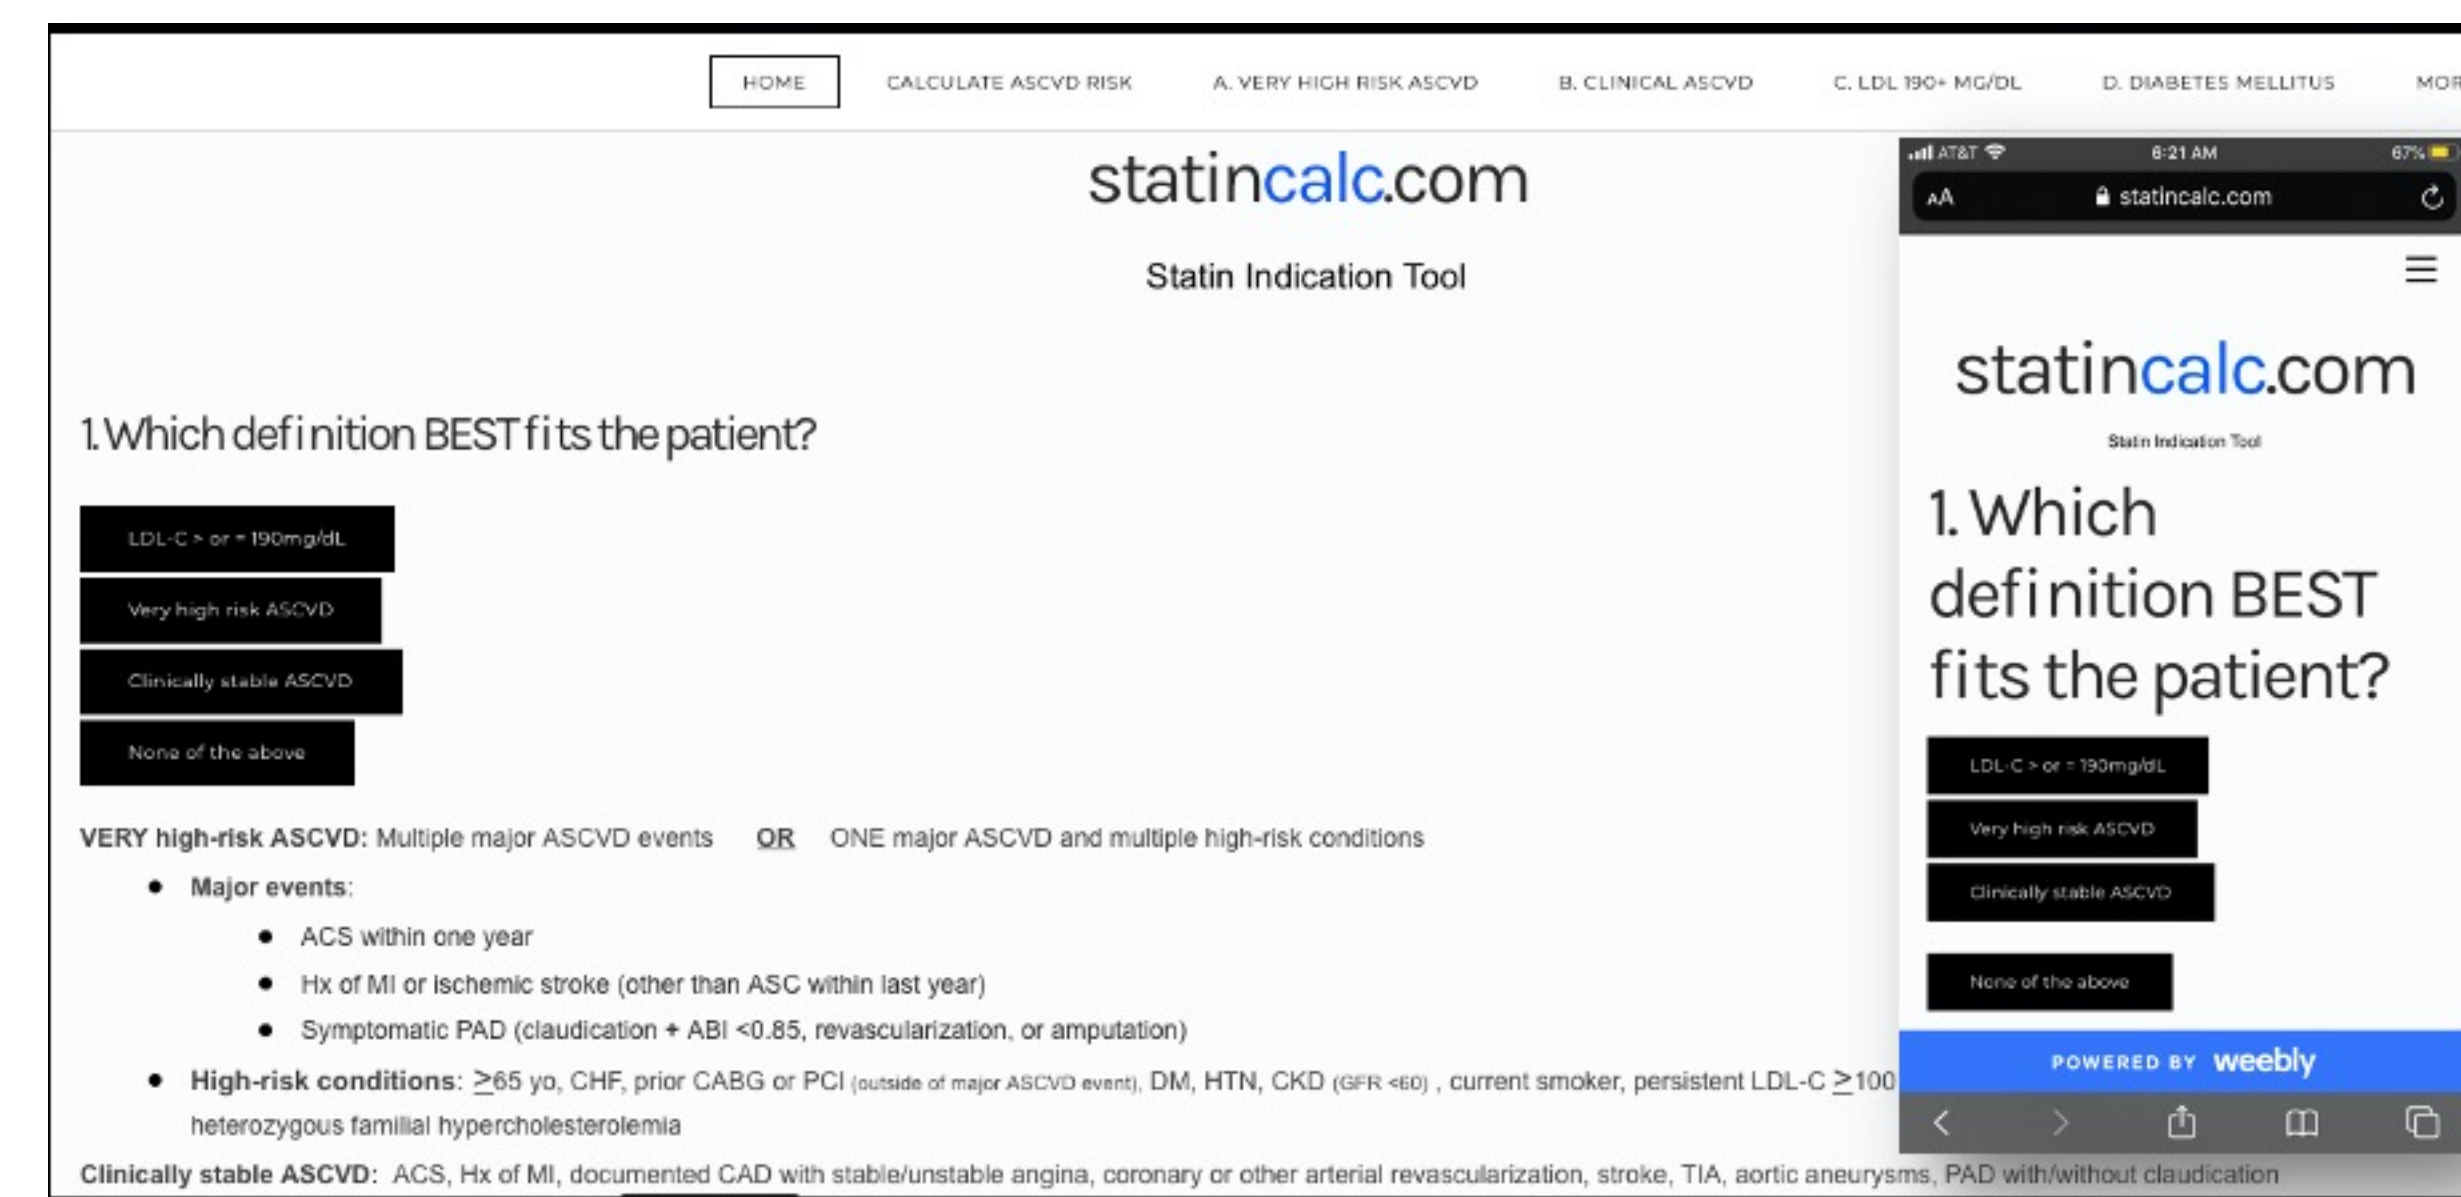 HOME CALCULATE ASCVD RISK A. VERY HIGH RISK ASCVD B. CLINICAL ASCVD C. LDL 190+ MG/DL D. DIABETES MELLITUS MOR
statincalc.com
Statin Indication Tool
1. Which definition BEST fits the patient?
LDL-C > or = 190mg/dL
Very high risk ASCVD
Clinically stable ASCVD
None of the above
VERY high-risk ASCVD: Multiple major ASCVD events OR ONE major ASCVD and multiple high-risk conditions
Major events:
ACS within one year
Hx of MI or ischemic stroke (other than ASC within last year)
Symptomatic PAD (claudication + ABI <0.85, revascularization, or amputation)
High-risk conditions: ≥65 yo, CHF, prior CABG or PCI (outside of major ASCVD event), DM, HTN, CKD (GFR <60) , current smoker, persistent LDL-C ≥100
heterozygous familial hypercholesterolemia
Clinically stable ASCVD: ACS, Hx of MI, documented CAD with stable/unstable angina, coronary or other arterial revascularization, stroke, TIA, aortic aneurysms, PAD with/without claudication
AT&T 6:21 AM 67%
AA statincalc.com
statincalc.com
Statin Indication Tool
1. Which
definition BEST
fits the patient?
LDL-C > or = 190mg/dL
Very high risk ASCVD
Clinically stable ASCVD
None of the above
POWERED BY weebly